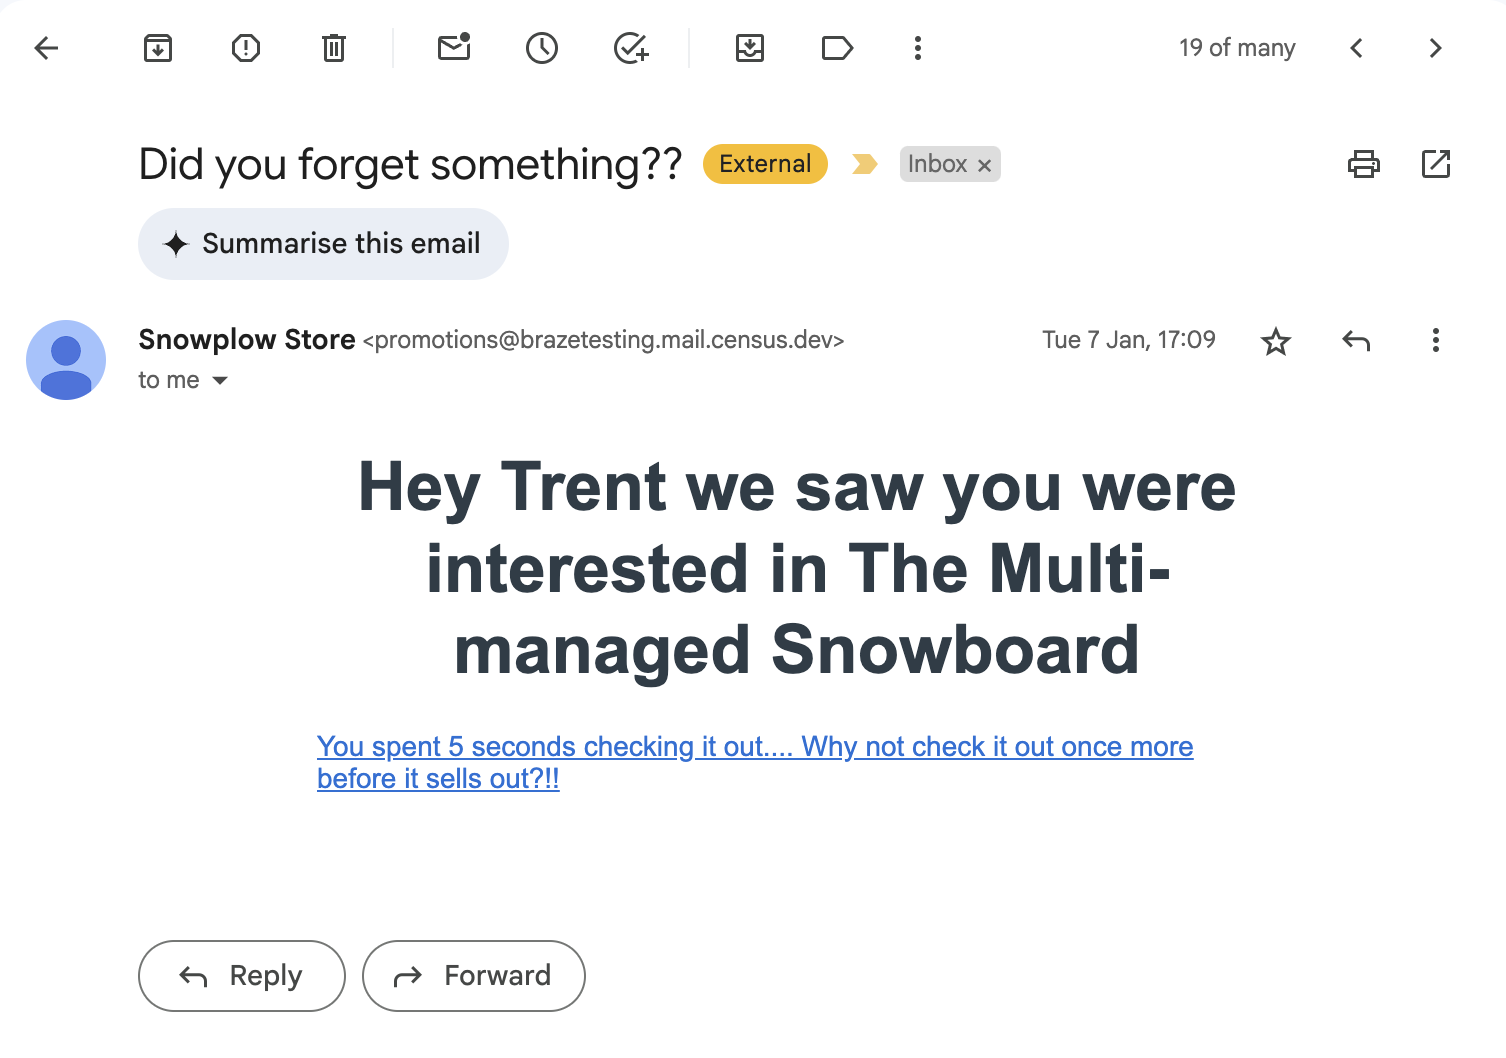 19 of many
Did you forget something?? External Inbox ×
Summarise this email
Snowplow Store <promotions@brazetesting.mail.census.dev> Tue 7 Jan, 17:09
to me
Hey Trent we saw you were
interested in The Multi-
managed Snowboard
You spent 5 seconds checking it out.... Why not check it out once more
before it sells out?!!
Reply Forward